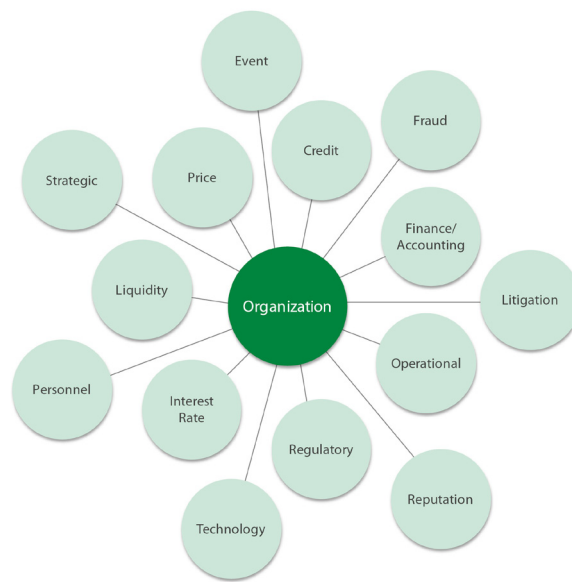 Event
Fraud
Credit
Price
Strategic
Finance/
Accounting
Liquidity
Organization
Litigation
Operational
Personnel
Interest
Rate
Regulatory
Reputation
Technology